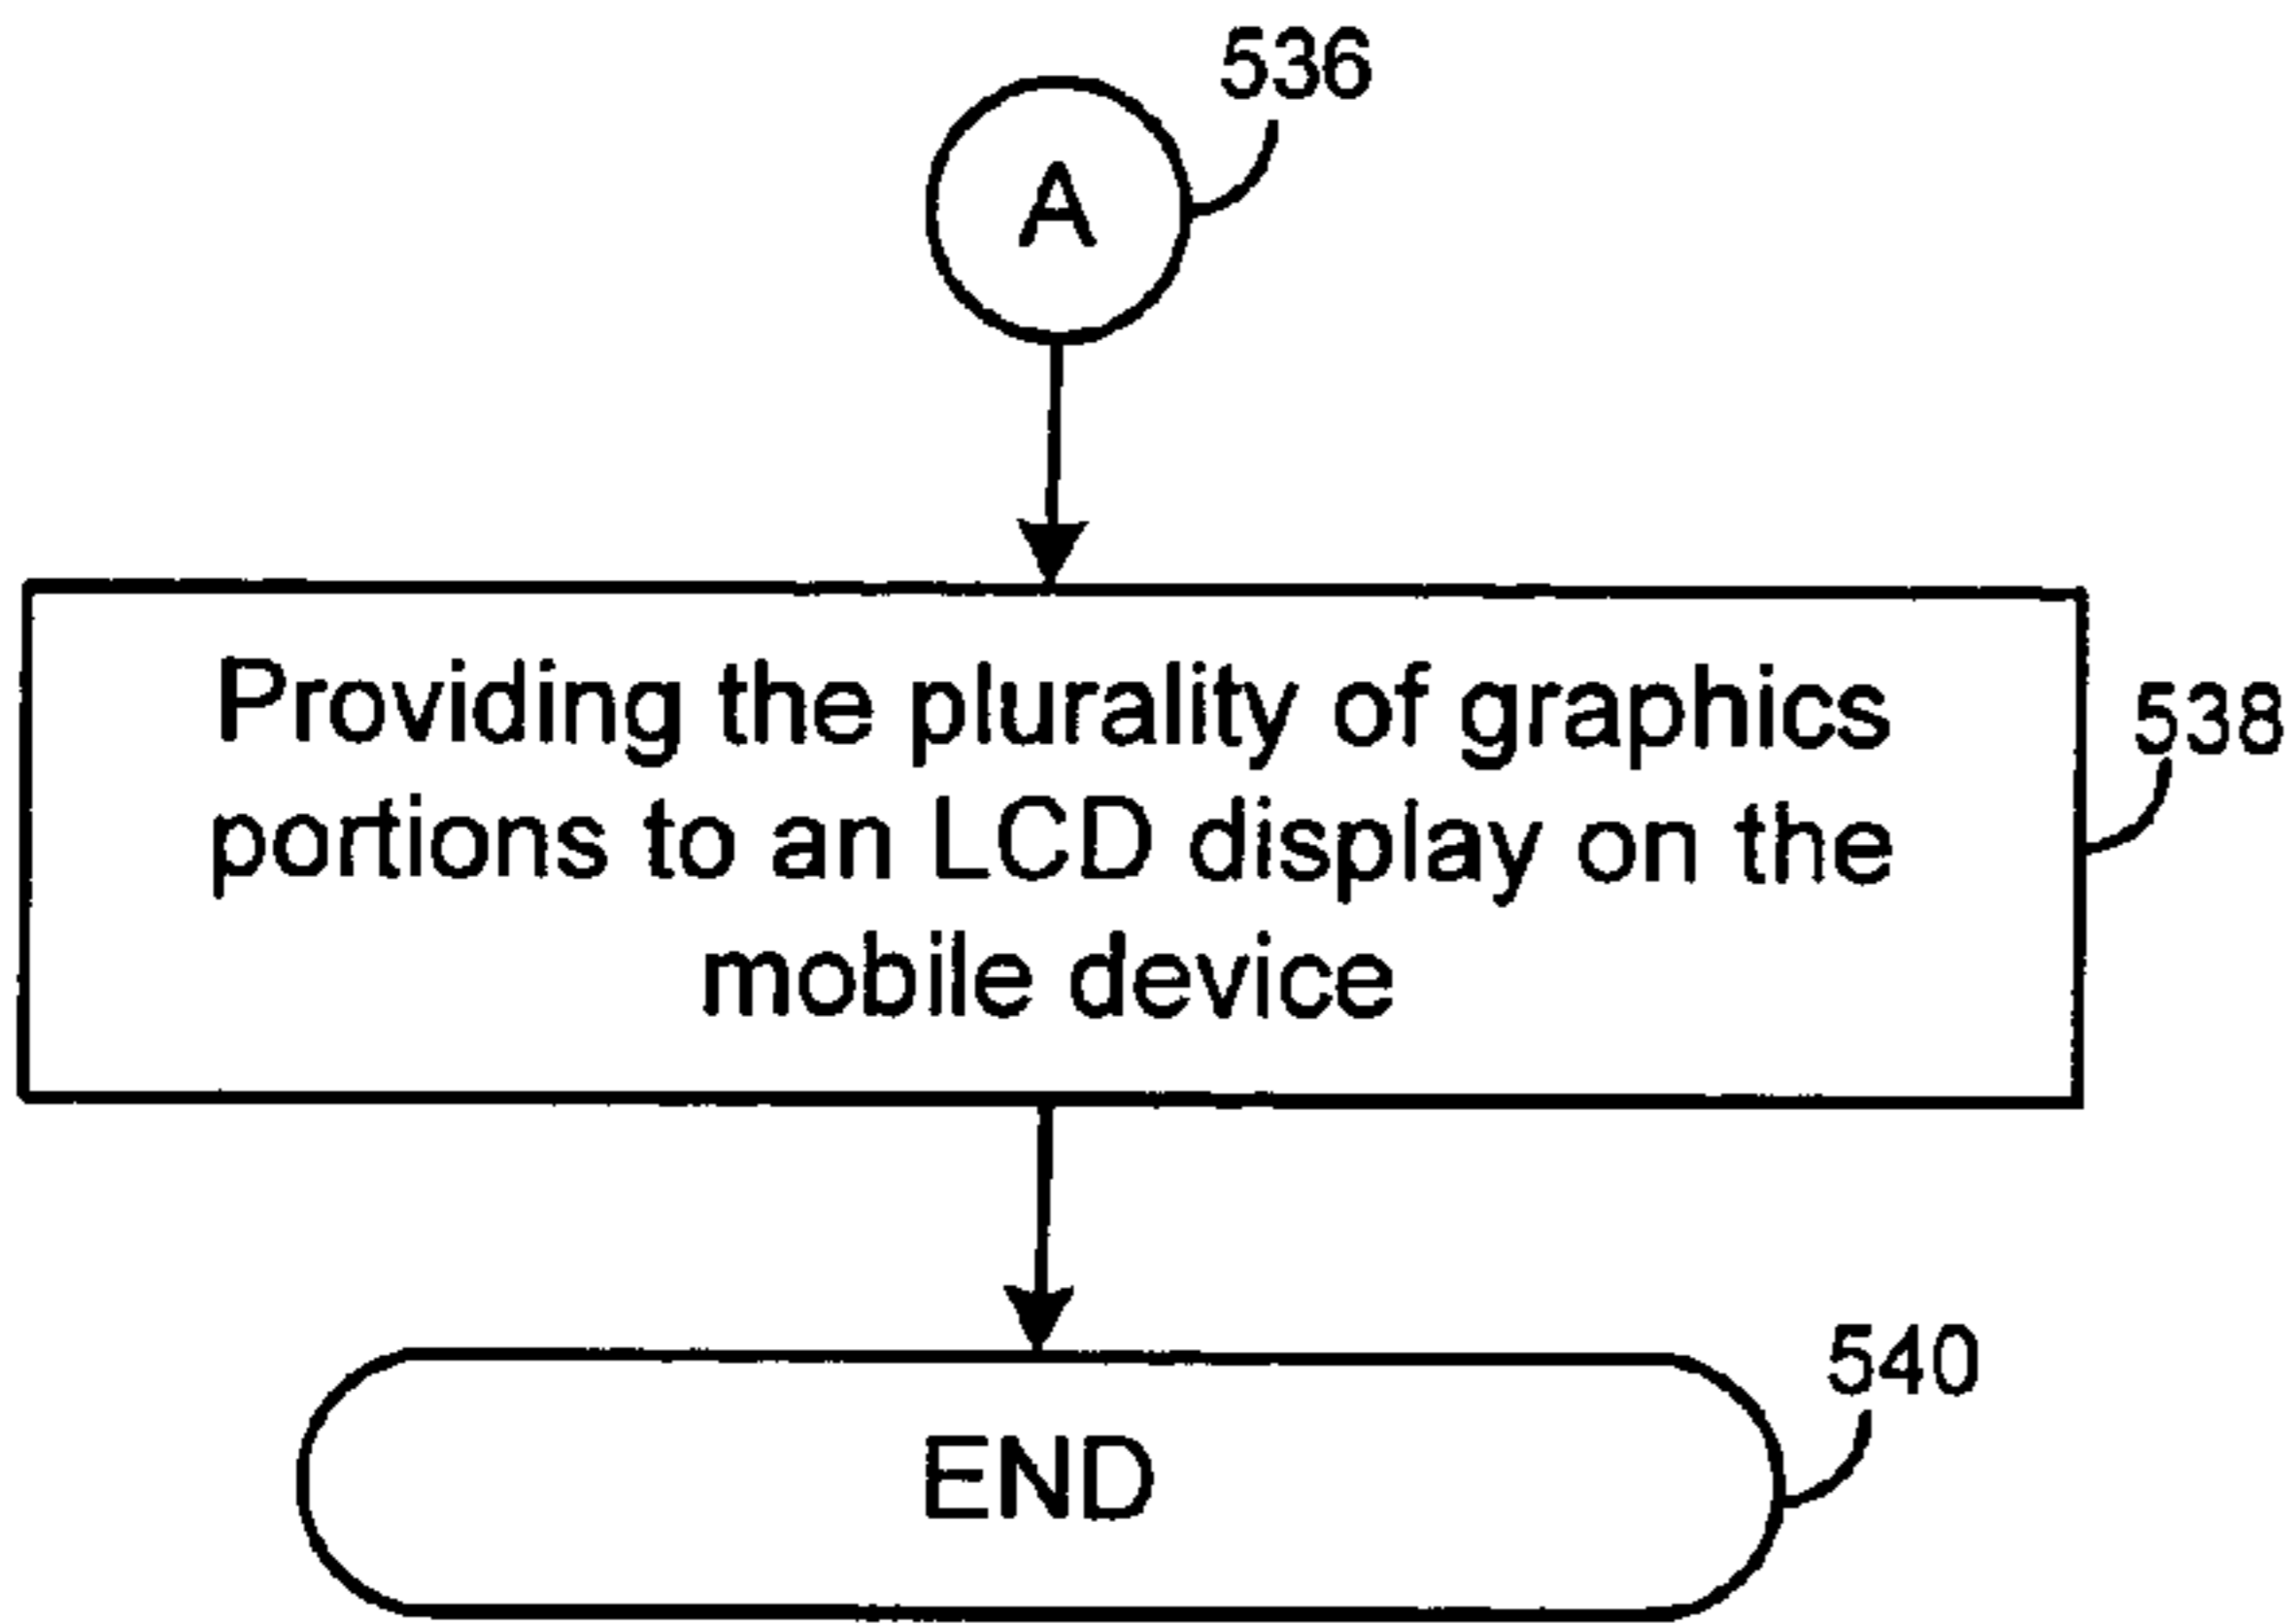 536
A
Providing the plurality of graphics
portions to an LCD display on the
mobile device
538
540
END